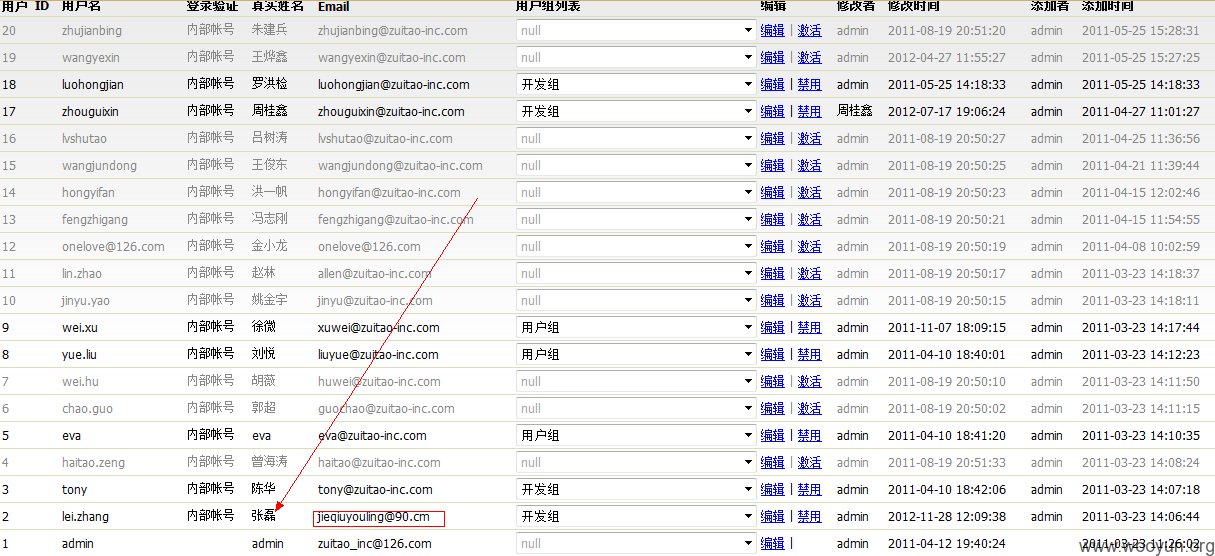 用户 ID 用户名 登录验证 真实姓名 Email 用户组列表 编辑 修改者 修改时间 添加者 添加时间
20 zhujianbing 内部帐号 朱建兵 zhujianbing@zuitao-inc.com null 编辑 | 激活 admin 2011-08-19 20:51:20 admin 2011-05-25 15:28:31
19 wangyexin 内部帐号 王烨鑫 wangyexin@zuitao-inc.com null 编辑 | 激活 admin 2012-04-27 11:55:27 admin 2011-05-25 15:27:25
18 luohongjian 内部帐号 罗洪检 luohongjian@zuitao-inc.com 开发组 编辑 | 禁用 admin 2011-05-25 14:18:33 admin 2011-05-25 14:18:33
17 zhouguixin 内部帐号 周桂鑫 zhouguixin@zuitao-inc.com 开发组 编辑 | 禁用 周桂鑫 2012-07-17 19:06:24 admin 2011-04-27 11:01:27
16 lvshutao 内部帐号 吕树涛 lvshutao@zuitao-inc.com null 编辑 | 激活 admin 2011-08-19 20:50:27 admin 2011-04-25 11:36:56
15 wangjundong 内部帐号 王俊东 wangjundong@zuitao-inc.com null 编辑 | 激活 admin 2011-08-19 20:50:25 admin 2011-04-21 11:39:44
14 hongyifan 内部帐号 洪一帆 hongyifan@zuitao-inc.com null 编辑 | 激活 admin 2011-08-19 20:50:23 admin 2011-04-15 12:02:46
13 fengzhigang 内部帐号 冯志刚 fengzhigang@zuitao-inc.com null 编辑 | 激活 admin 2011-08-19 20:50:21 admin 2011-04-15 11:54:55
12 onelove@126.com 内部帐号 金小龙 onelove@126.com null 编辑 | 激活 admin 2011-08-19 20:50:19 admin 2011-04-08 10:02:59
11 lin.zhao 内部帐号 赵林 allen@zuitao-inc.com null 编辑 | 激活 admin 2011-08-19 20:50:17 admin 2011-03-23 14:18:37
10 jinyu.yao 内部帐号 姚金宇 jinyu@zuitao-inc.com null 编辑 | 激活 admin 2011-08-19 20:50:15 admin 2011-03-23 14:18:11
9 wei.xu 内部帐号 徐微 xuwei@zuitao-inc.com 用户组 编辑 | 禁用 admin 2011-11-07 18:09:15 admin 2011-03-23 14:17:44
8 yue.liu 内部帐号 刘悦 liuyue@zuitao-inc.com 用户组 编辑 | 禁用 admin 2011-04-10 18:40:01 admin 2011-03-23 14:12:23
7 wei.hu 内部帐号 胡薇 huwei@zuitao-inc.com null 编辑 | 激活 admin 2011-08-19 20:50:10 admin 2011-03-23 14:11:50
6 chao.guo 内部帐号 郭超 guochao@zuitao-inc.com null 编辑 | 激活 admin 2011-08-19 20:50:02 admin 2011-03-23 14:11:15
5 eva 内部帐号 eva eva@zuitao-inc.com 用户组 编辑 | 禁用 admin 2011-04-10 18:41:20 admin 2011-03-23 14:10:35
4 haitao.zeng 内部帐号 曾海涛 haitao@zuitao-inc.com null 编辑 | 激活 admin 2011-08-19 20:51:33 admin 2011-03-23 14:08:24
3 tony 内部帐号 陈华 tony@zuitao-inc.com 开发组 编辑 | 禁用 admin 2011-04-10 18:42:06 admin 2011-03-23 14:07:18
2 lei.zhang 内部帐号 张磊 jieqiuyouling@90.cm 开发组 编辑 | 禁用 admin 2012-11-28 12:09:38 admin 2011-03-23 14:06:44
1 admin admin zuitao_inc@126.com null 编辑 | admin 2011-04-12 19:40:24 admin 2011-03-23 11:26:02
www.wooyun.org